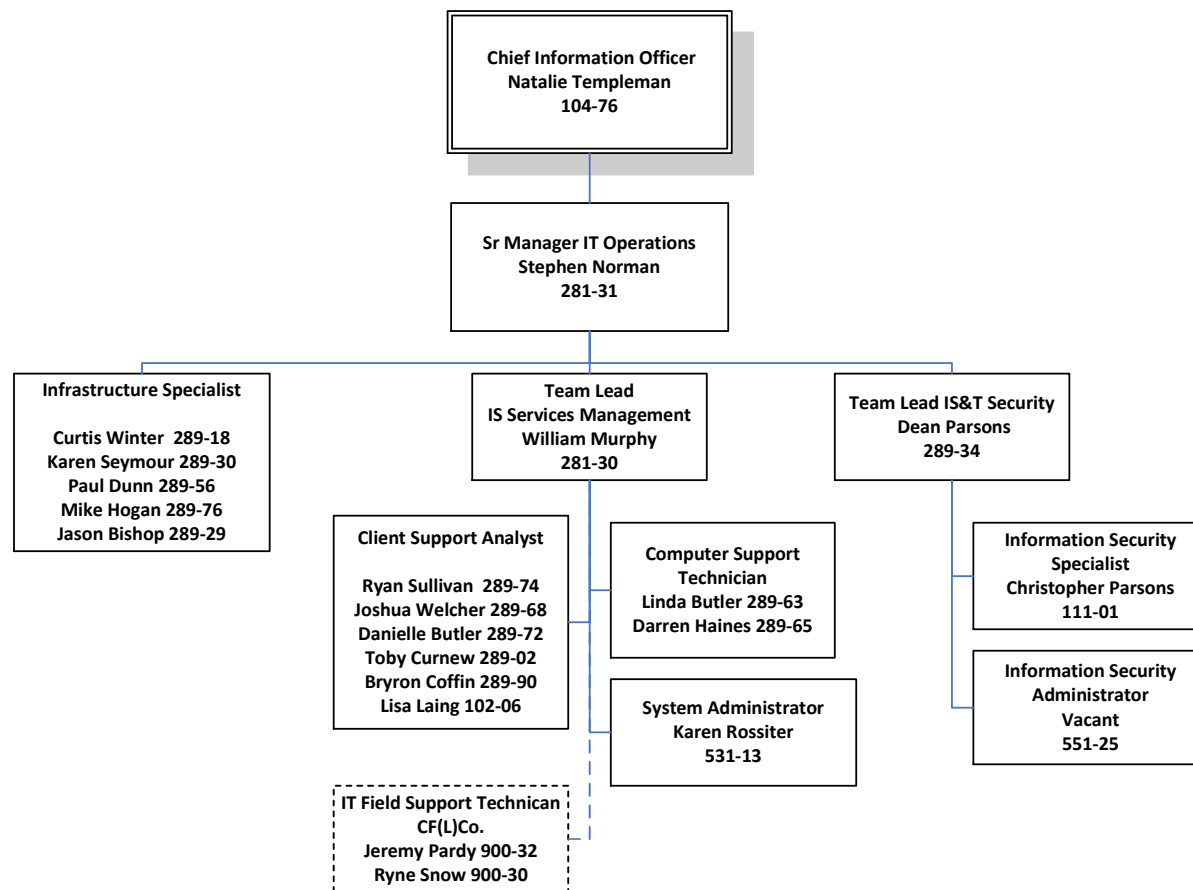 Chief Information Officer
Natalie Templeman
104-76
Sr Manager IT Operations
Stephen Norman
281-31
Infrastructure Specialist
Curtis Winter 289-18
Karen Seymour 289-30
Paul Dunn 289-56
Mike Hogan 289-76
Jason Bishop 289-29
Team Lead
IS Services Management
William Murphy
281-30
Team Lead IS&T Security
Dean Parsons
289-34
Client Support Analyst
Ryan Sullivan 289-74
Joshua Welcher 289-68
Danielle Butler 289-72
Toby Curnew 289-02
Bryron Coffin 289-90
Lisa Laing 102-06
Computer Support
Technician
Linda Butler 289-63
Darren Haines 289-65
Information Security
Specialist
Christopher Parsons
111-01
System Administrator
Karen Rossiter
531-13
Information Security
Administrator
Vacant
551-25
IT Field Support Technican
CF(L)Co.
Jeremy Pardy 900-32
Ryne Snow 900-30